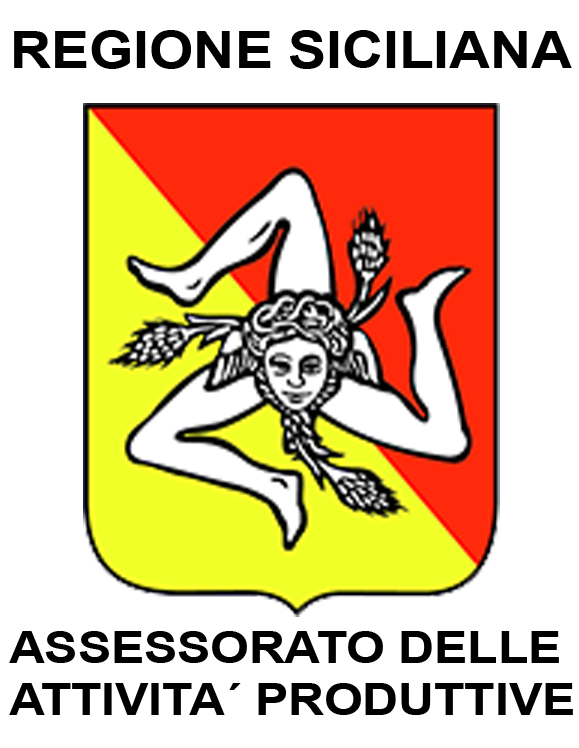 REGIONE SICILIANA
ASSESSORATO DELLE
ATTIVITA´ PRODUTTIVE